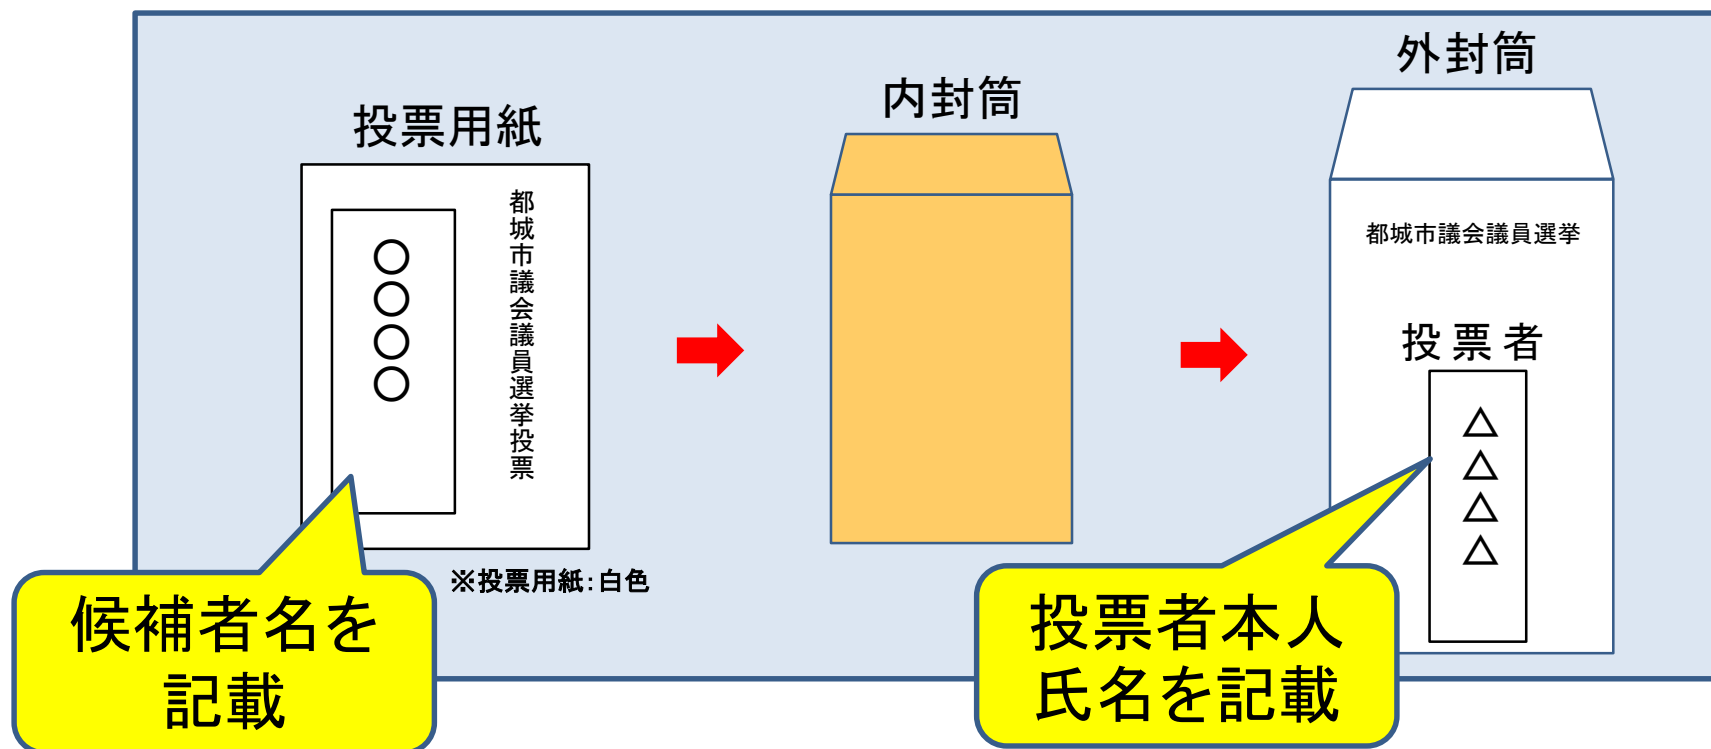 投票用紙
都城市議会議員選挙投票
○○○○
候補者名を
記載
※投票用紙:白色
内封筒
外封筒
都城市議会議員選挙
投票者
△△△△
投票者本人
氏名を記載